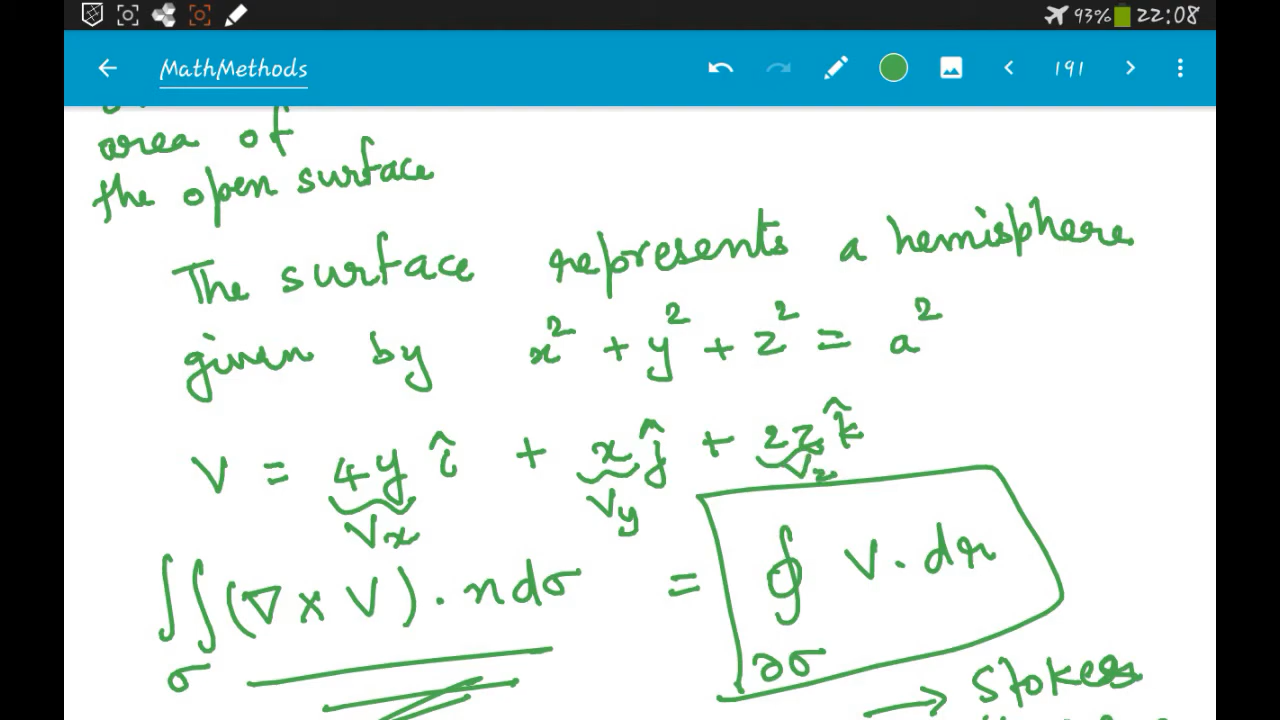 93% 22:08
MathMethods 191
area of
the open surface
The surface represents a hemisphere
given by x² + y² + z² = a²
V = 4y î + x ĵ + 2z k̂
Vx Vy Vz
∬ (∇ x V) . n dσ = ∮ V . dr
σ ∂σ
→ Stokes